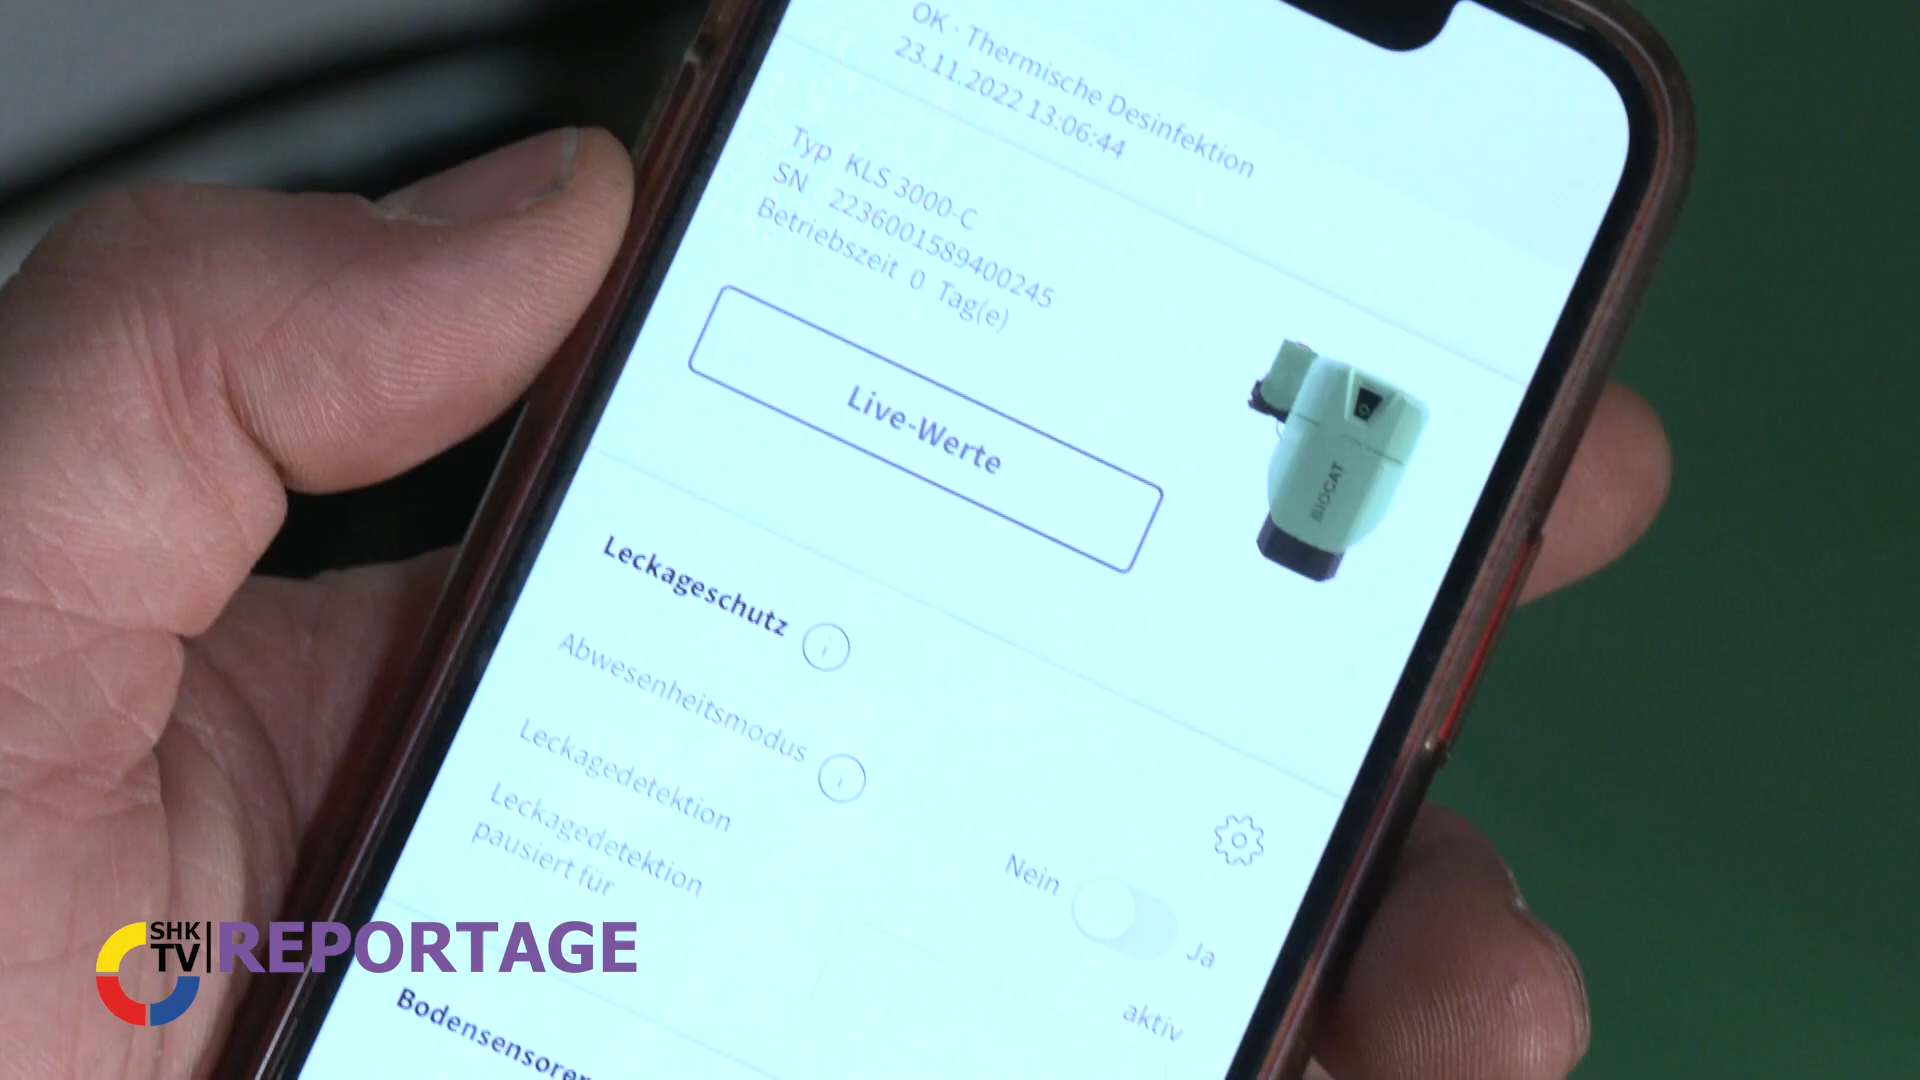 OK · Thermische Desinfektion
23.11.2022 13:06:44
Typ KLS 3000-C
SN 2236001589400245
Betriebszeit 0 Tag(e)
Live-Werte
BIOCAT
Leckageschutz i
Abwesenheitsmodus i
Nein Ja
Leckagedetektion
aktiv
Leckagedetektion
pausiert für
Bodensensoren
SHK
TV REPORTAGE